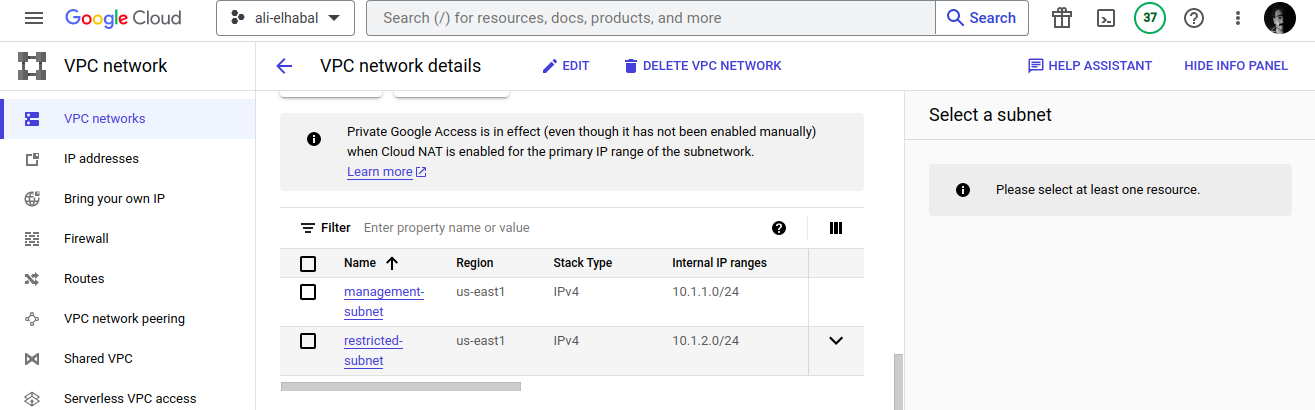 Google Cloud
ali-elhabal
Search (/) for resources, docs, products, and more
Search
37
VPC network
VPC network details
EDIT
DELETE VPC NETWORK
HELP ASSISTANT
HIDE INFO PANEL
VPC networks
IP addresses
Bring your own IP
Firewall
Routes
VPC network peering
Shared VPC
Serverless VPC access
Private Google Access is in effect (even though it has not been enabled manually)
when Cloud NAT is enabled for the primary IP range of the subnetwork.
Learn more
Filter Enter property name or value
Name Region Stack Type Internal IP ranges
management- us-east1 IPv4 10.1.1.0/24
subnet
restricted- us-east1 IPv4 10.1.2.0/24
subnet
Select a subnet
Please select at least one resource.